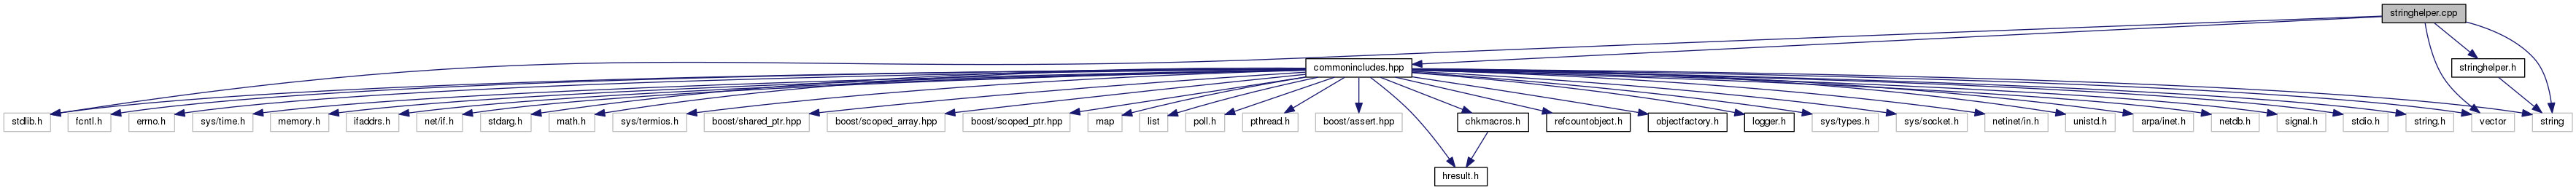 stringhelper.cpp
commonincludes.hpp
stringhelper.h
stdlib.h
fcntl.h
errno.h
sys/time.h
memory.h
ifaddrs.h
net/if.h
stdarg.h
math.h
sys/termios.h
boost/shared_ptr.hpp
boost/scoped_array.hpp
boost/scoped_ptr.hpp
map
list
poll.h
pthread.h
boost/assert.hpp
chkmacros.h
refcountobject.h
objectfactory.h
logger.h
sys/types.h
sys/socket.h
netinet/in.h
unistd.h
arpa/inet.h
netdb.h
signal.h
stdio.h
string.h
vector
string
hresult.h